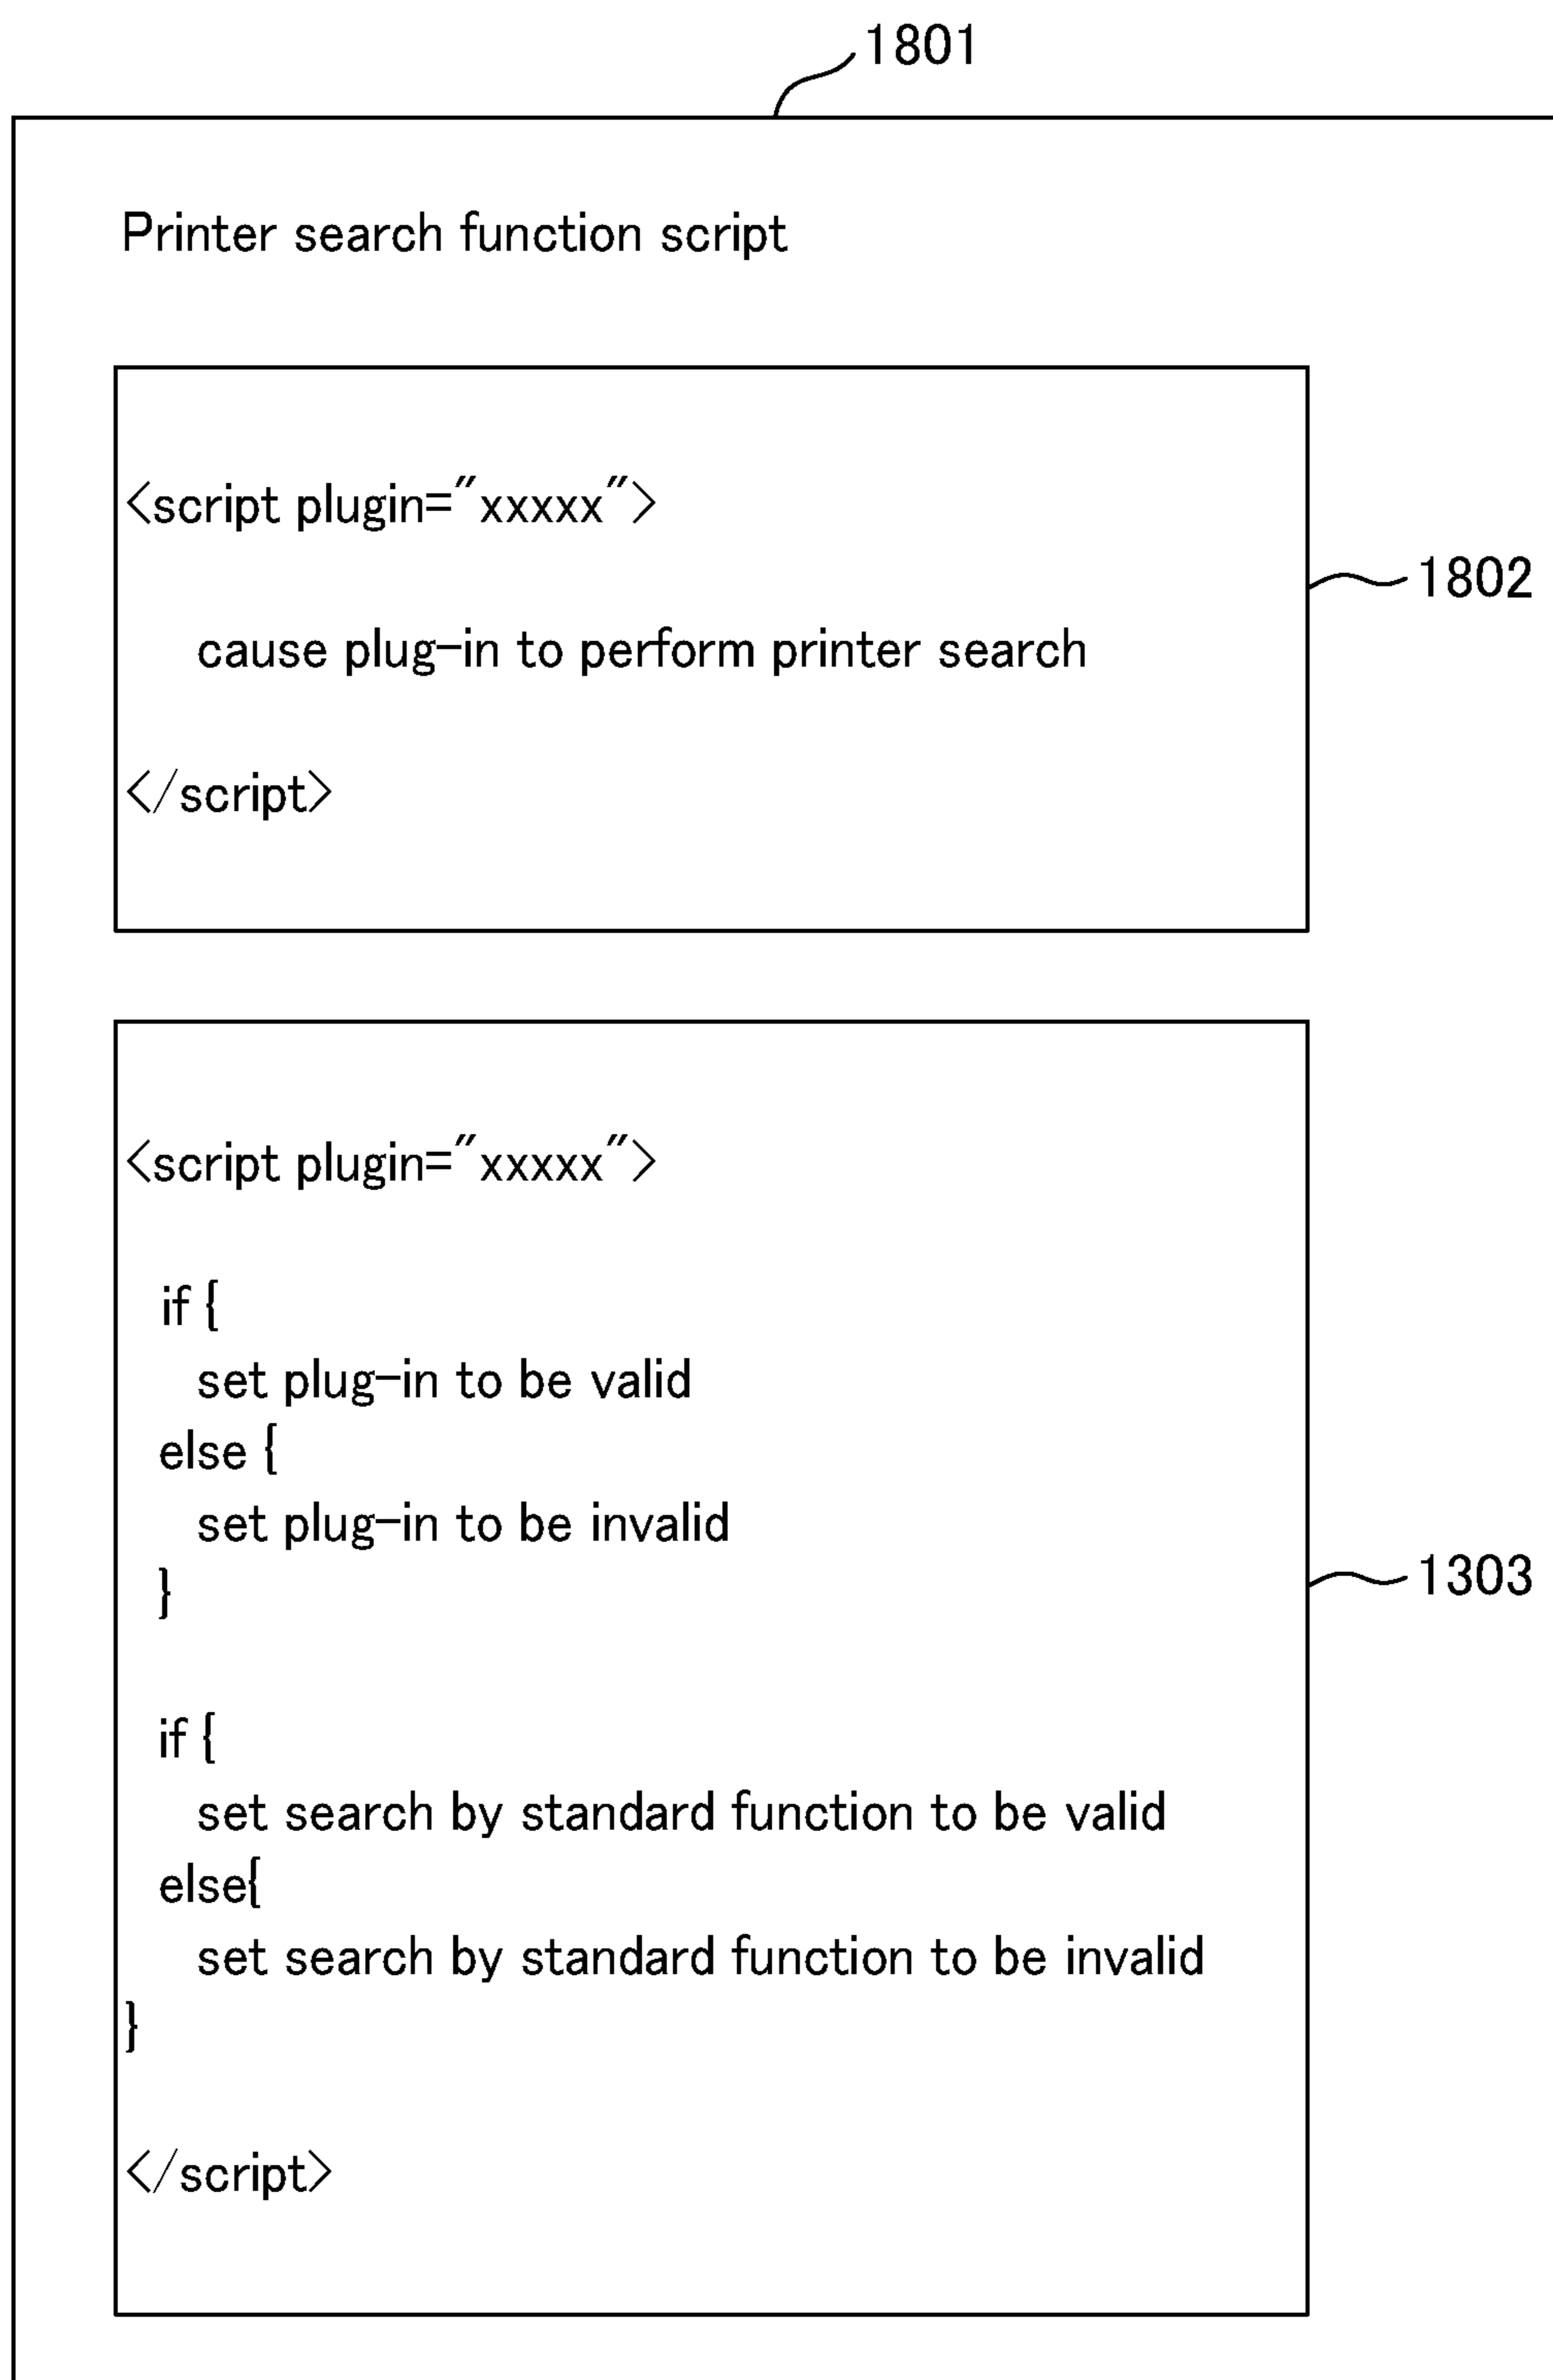 1801
Printer search function script
<script plugin="xxxxx">
1802
cause plug-in to perform printer search
</script>
<script plugin="xxxxx">
if {
set plug-in to be valid
else {
set plug-in to be invalid
}
1303
if {
set search by standard function to be valid
else{
set search by standard function to be invalid
}
</script>